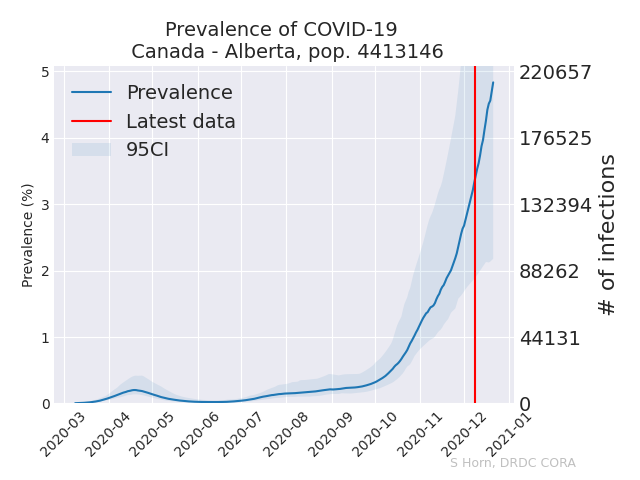 Prevalence of COVID-19
Canada - Alberta, pop. 4413146
Prevalence
Latest data
95CI
Prevalence (%)
5
4
3
2
1
0
220657
176525
132394
88262
44131
0
# of infections
2020-03
2020-04
2020-05
2020-06
2020-07
2020-08
2020-09
2020-10
2020-11
2020-12
2021-01
S Horn, DRDC CORA